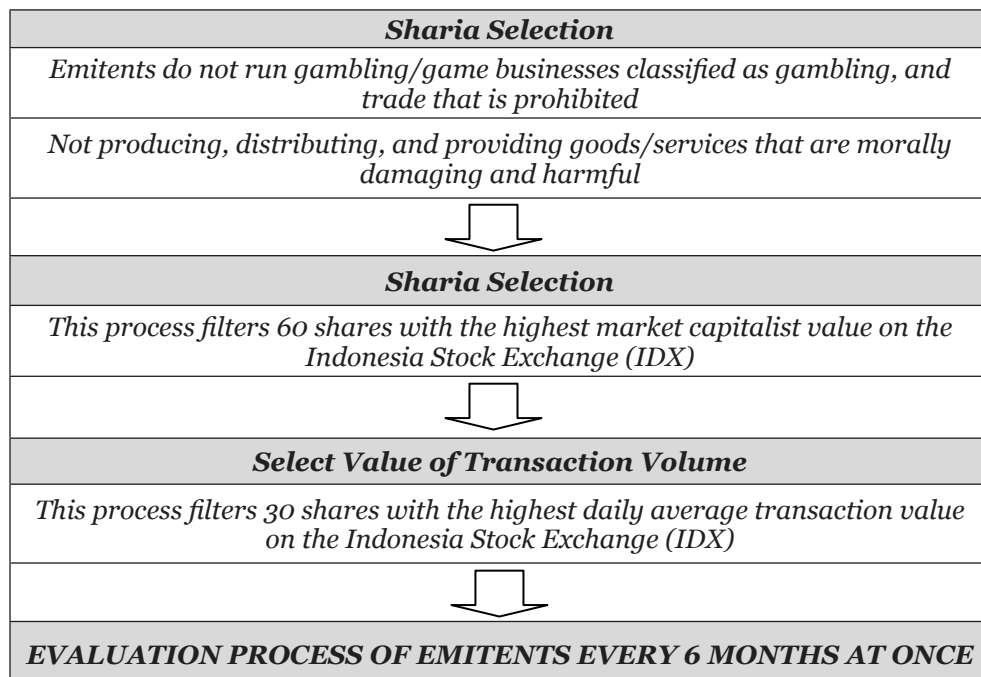 Sharia Selection
Emitents do not run gambling/game businesses classified as gambling, and
trade that is prohibited
Not producing, distributing, and providing goods/services that are morally
damaging and harmful
Sharia Selection
This process filters 60 shares with the highest market capitalist value on the
Indonesia Stock Exchange (IDX)
Select Value of Transaction Volume
This process filters 30 shares with the highest daily average transaction value
on the Indonesia Stock Exchange (IDX)
EVALUATION PROCESS OF EMITENTS EVERY 6 MONTHS AT ONCE